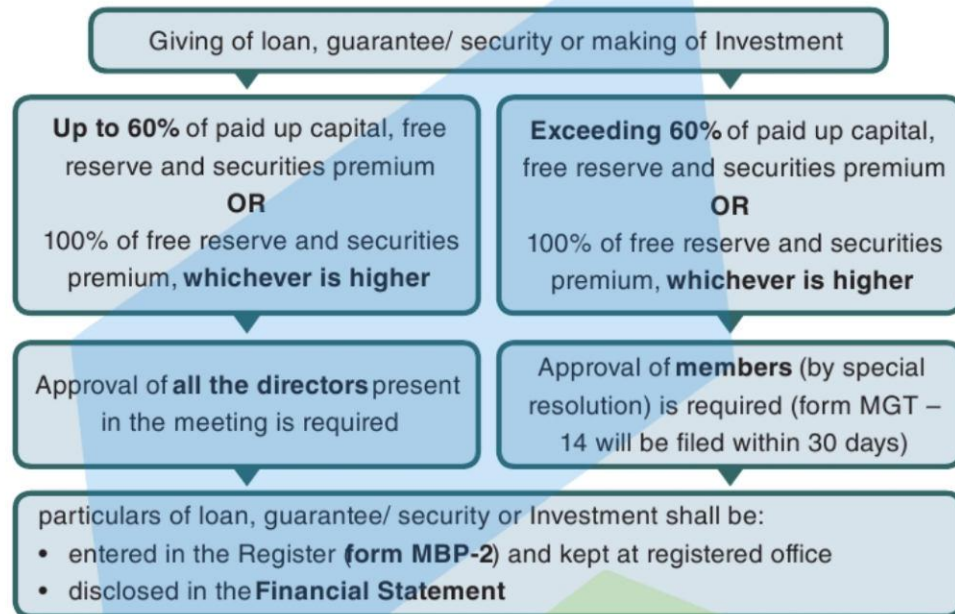 Giving of loan, guarantee/ security or making of Investment
Up to 60% of paid up capital, free
reserve and securities premium
OR
100% of free reserve and securities
premium, whichever is higher
Exceeding 60% of paid up capital,
free reserve and securities premium
OR
100% of free reserve and securities
premium, whichever is higher
Approval of all the directors present
in the meeting is required
Approval of members (by special
resolution) is required (form MGT –
14 will be filed within 30 days)
particulars of loan, guarantee/ security or Investment shall be:
• entered in the Register (form MBP-2) and kept at registered office
• disclosed in the Financial Statement